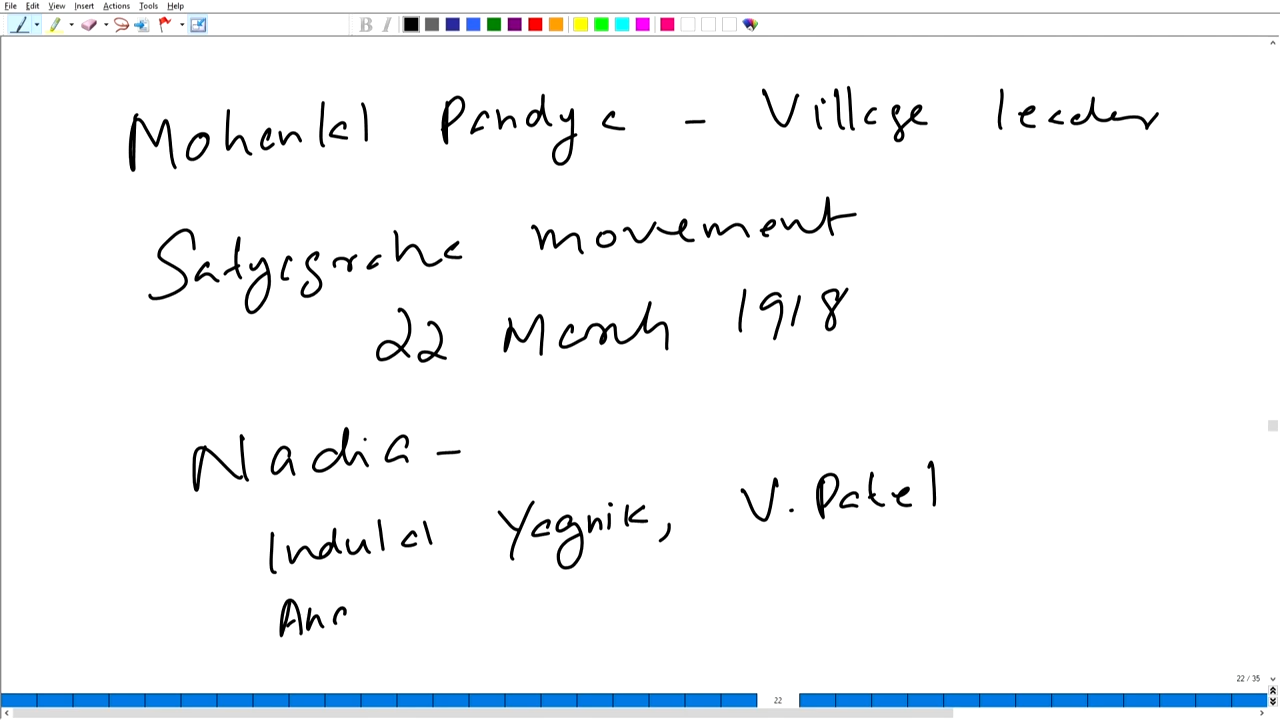 File Edit View Insert Actions Tools Help
B I
Mohanlal Pandya - Village leader
Satyagraha movement
22 March 1918
Nadia -
Indulal Yagnik, V. Patel
Ana
22 / 35
22